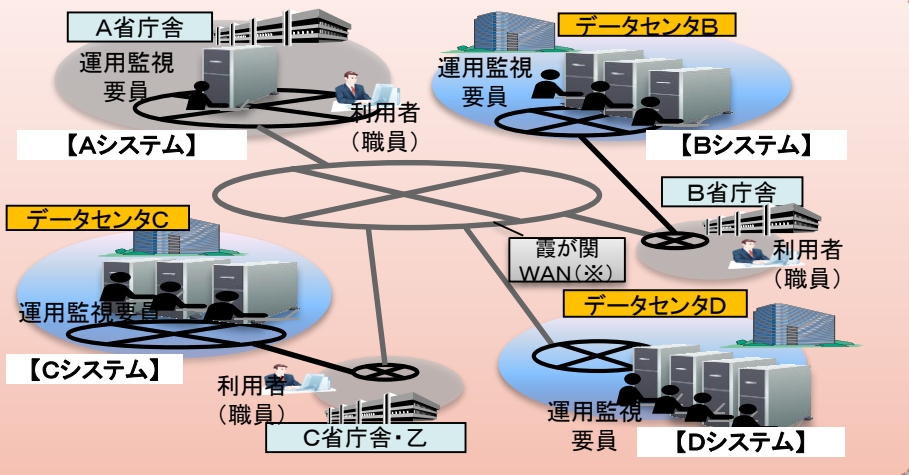 A省庁舎
運用監視
要員
利用者
（職員）
【Aシステム】
データセンタB
運用監視
要員
【Bシステム】
B省庁舎
利用者
（職員）
霞が関
WAN（※）
データセンタC
運用監視要員
【Cシステム】
利用者
（職員）
C省庁舎・乙
データセンタD
運用監視
要員
【Dシステム】